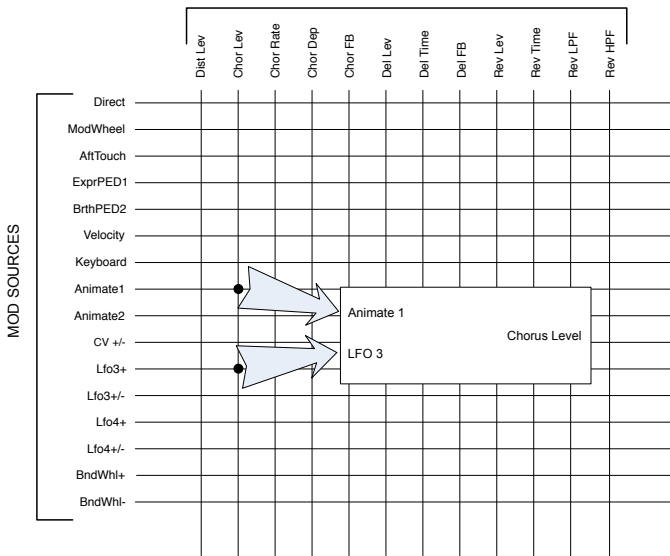 Dist Lev
Chor Lev
Chor Rate
Chor Dep
Chor FB
Del Lev
Del Time
Del FB
Rev Lev
Rev Time
Rev LPF
Rev HPF
MOD SOURCES
Direct
ModWheel
AftTouch
ExprPED1
BrthPED2
Velocity
Keyboard
Animate1
Animate2
CV +/-
Lfo3+
Lfo3+/-
Lfo4+
Lfo4+/-
BndWhl+
BndWhl-
Animate 1
LFO 3
Chorus Level